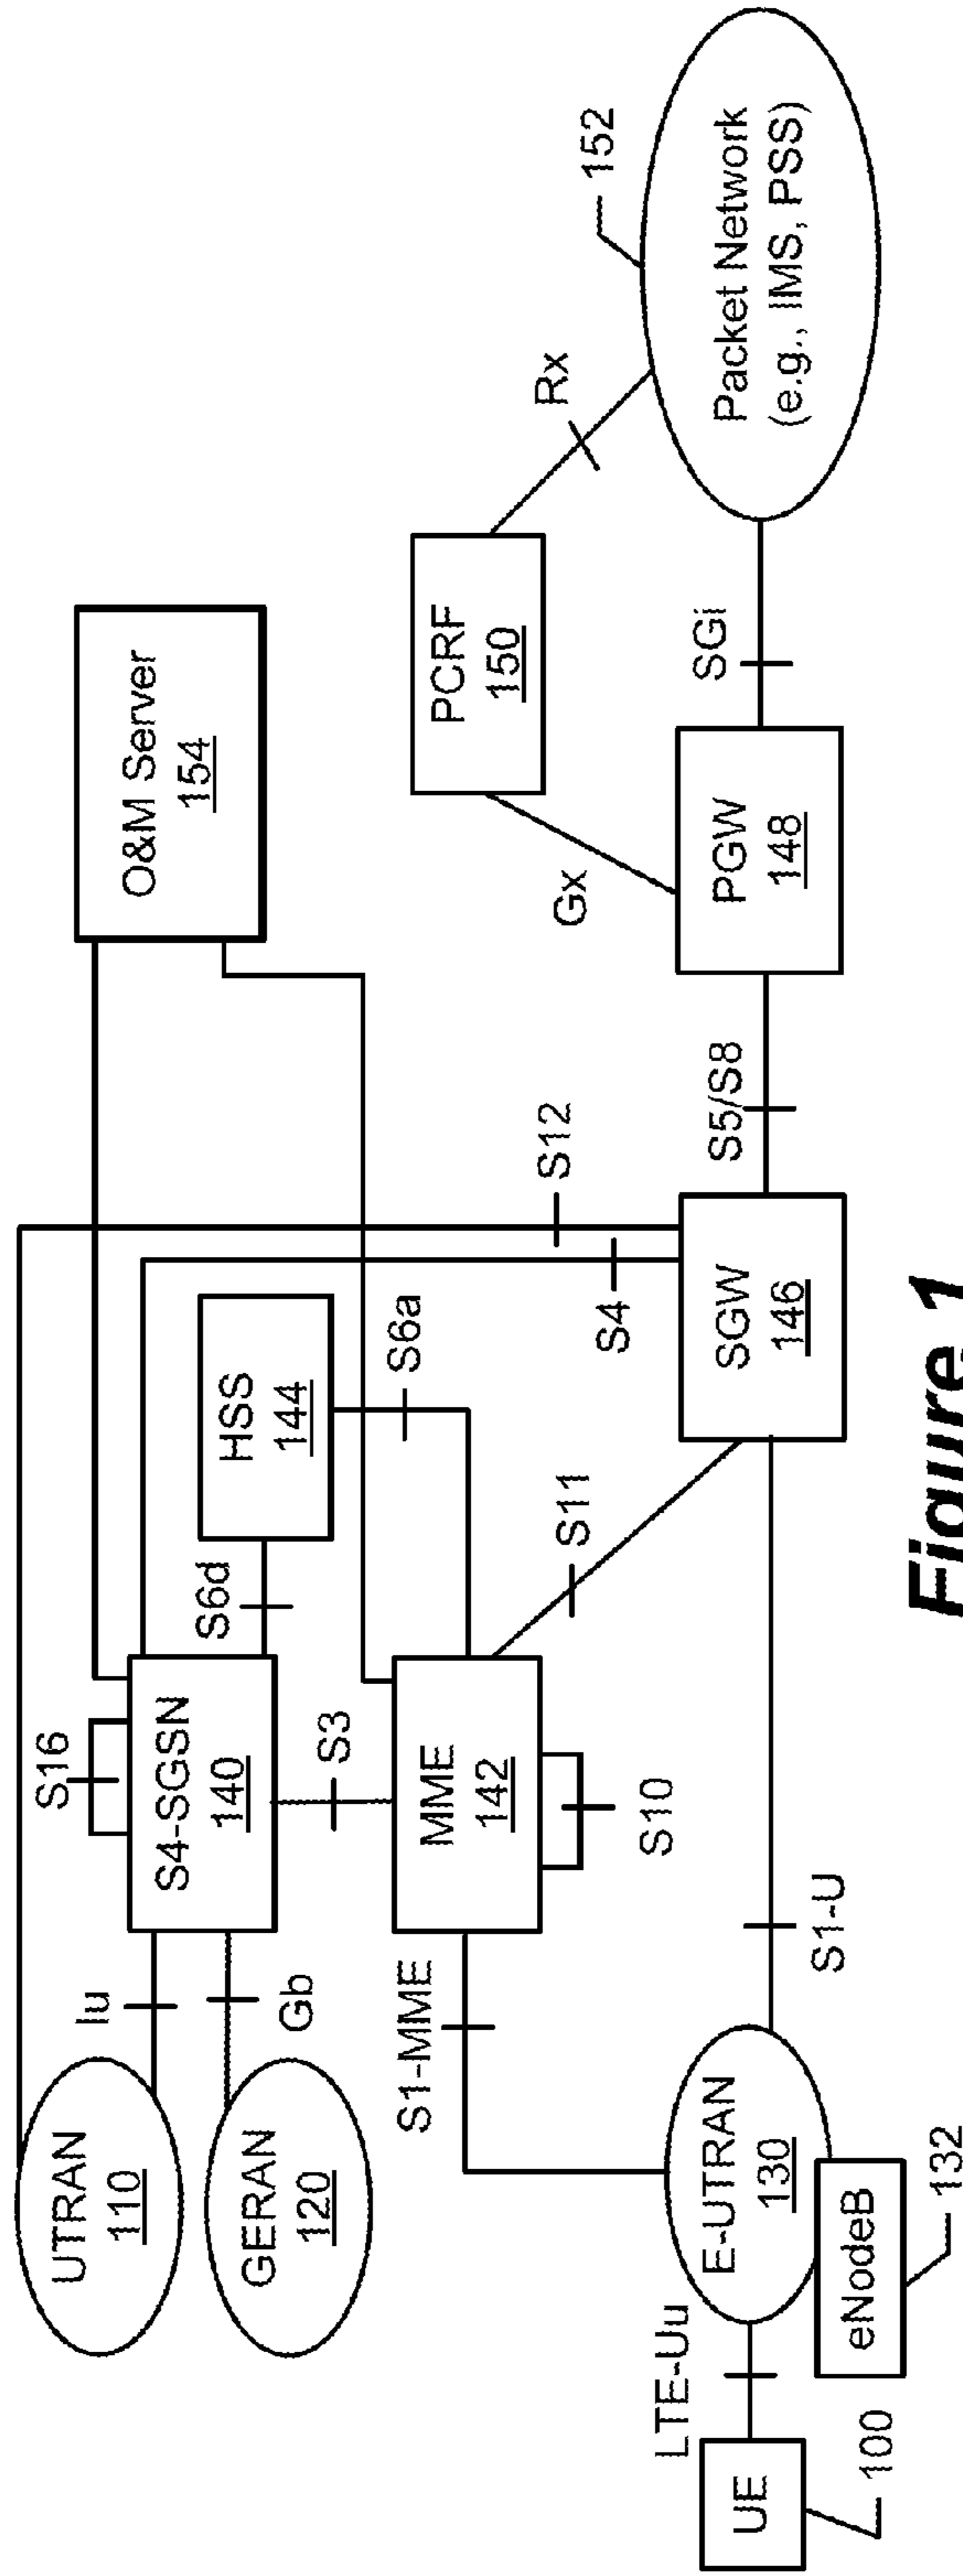 UTRAN
110
GERAN
120
Iu
Gb
S16
S4-SGSN
140
S6d
HSS
144
S6a
O&M Server
154
S3
S1-MME
MME
142
S10
S11
S4
S12
PCRF
150
Gx
Rx
152
Packet Network
(e.g., IMS, PSS)
UE
100
LTE-Uu
E-UTRAN
130
eNodeB
132
S1-U
SGW
146
S5/S8
PGW
148
SGi
Figure 1